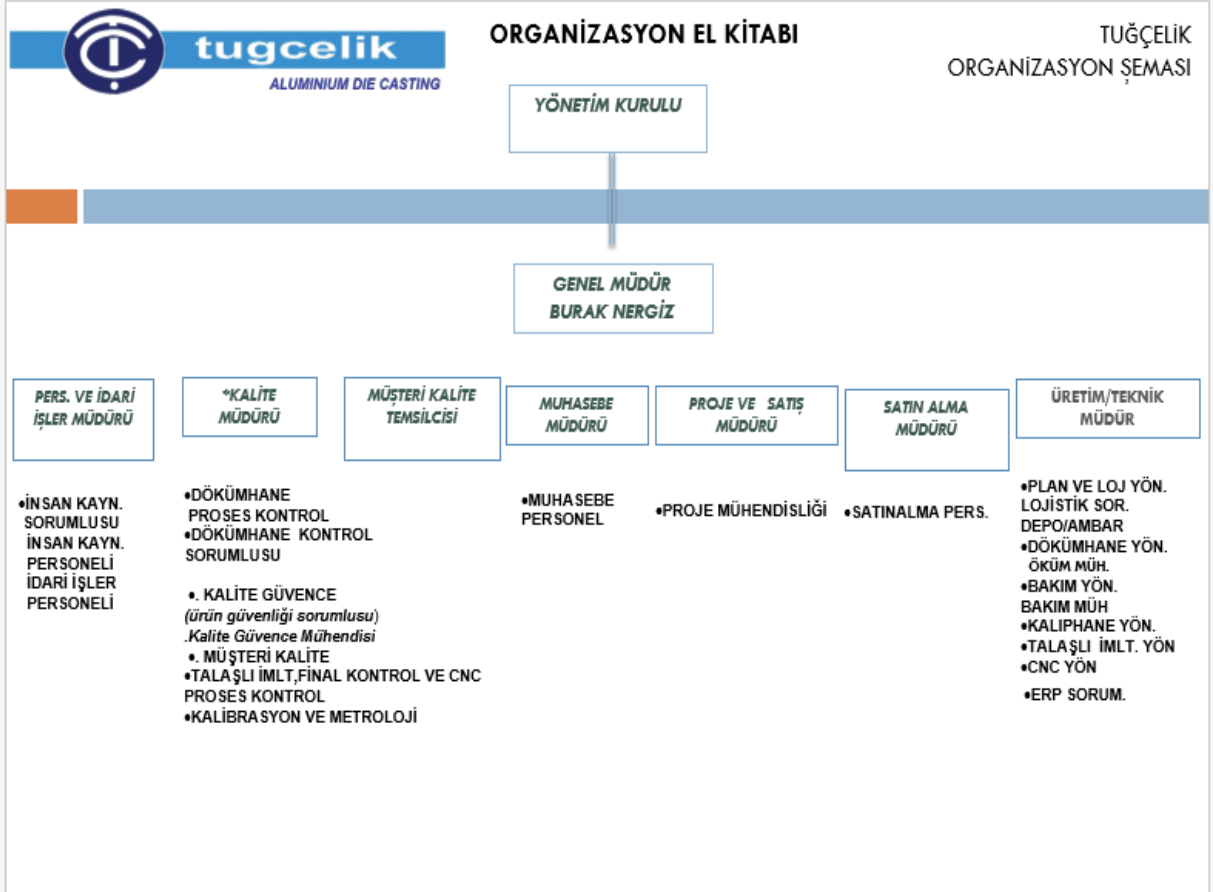 tugcelik
ALUMINIUM DIE CASTING
ORGANİZASYON EL KİTABI
TUĞÇELİK
ORGANİZASYON ŞEMASI
YÖNETİM KURULU
GENEL MÜDÜR
BURAK NERGİZ
PERS. VE İDARİ
İŞLER MÜDÜRÜ
•İNSAN KAYN.
SORUMLUSU
İNSAN KAYN.
PERSONELİ
İDARİ İŞLER
PERSONELİ
*KALİTE
MÜDÜRÜ
MÜŞTERİ KALİTE
TEMSİLCİSİ
•DÖKÜMHANE
PROSES KONTROL
•DÖKÜMHANE KONTROL
SORUMLUSU
•. KALİTE GÜVENCE
(ürün güvenliği sorumlusu)
.Kalite Güvence Mühendisi
•. MÜŞTERİ KALİTE
•TALAŞLI İMLT,FİNAL KONTROL VE CNC
PROSES KONTROL
•KALİBRASYON VE METROLOJİ
MUHASEBE
MÜDÜRÜ
•MUHASEBE
PERSONEL
PROJE VE SATIŞ
MÜDÜRÜ
•PROJE MÜHENDİSLİĞİ
SATIN ALMA
MÜDÜRÜ
•SATINALMA PERS.
ÜRETİM/TEKNİK
MÜDÜR
•PLAN VE LOJ YÖN.
LOJİSTİK SOR.
DEPO/AMBAR
•DÖKÜMHANE YÖN.
ÖKÜM MÜH.
•BAKIM YÖN.
BAKIM MÜH
•KALIPHANE YÖN.
•TALAŞLI İMLT. YÖN
•CNC YÖN
•ERP SORUM.